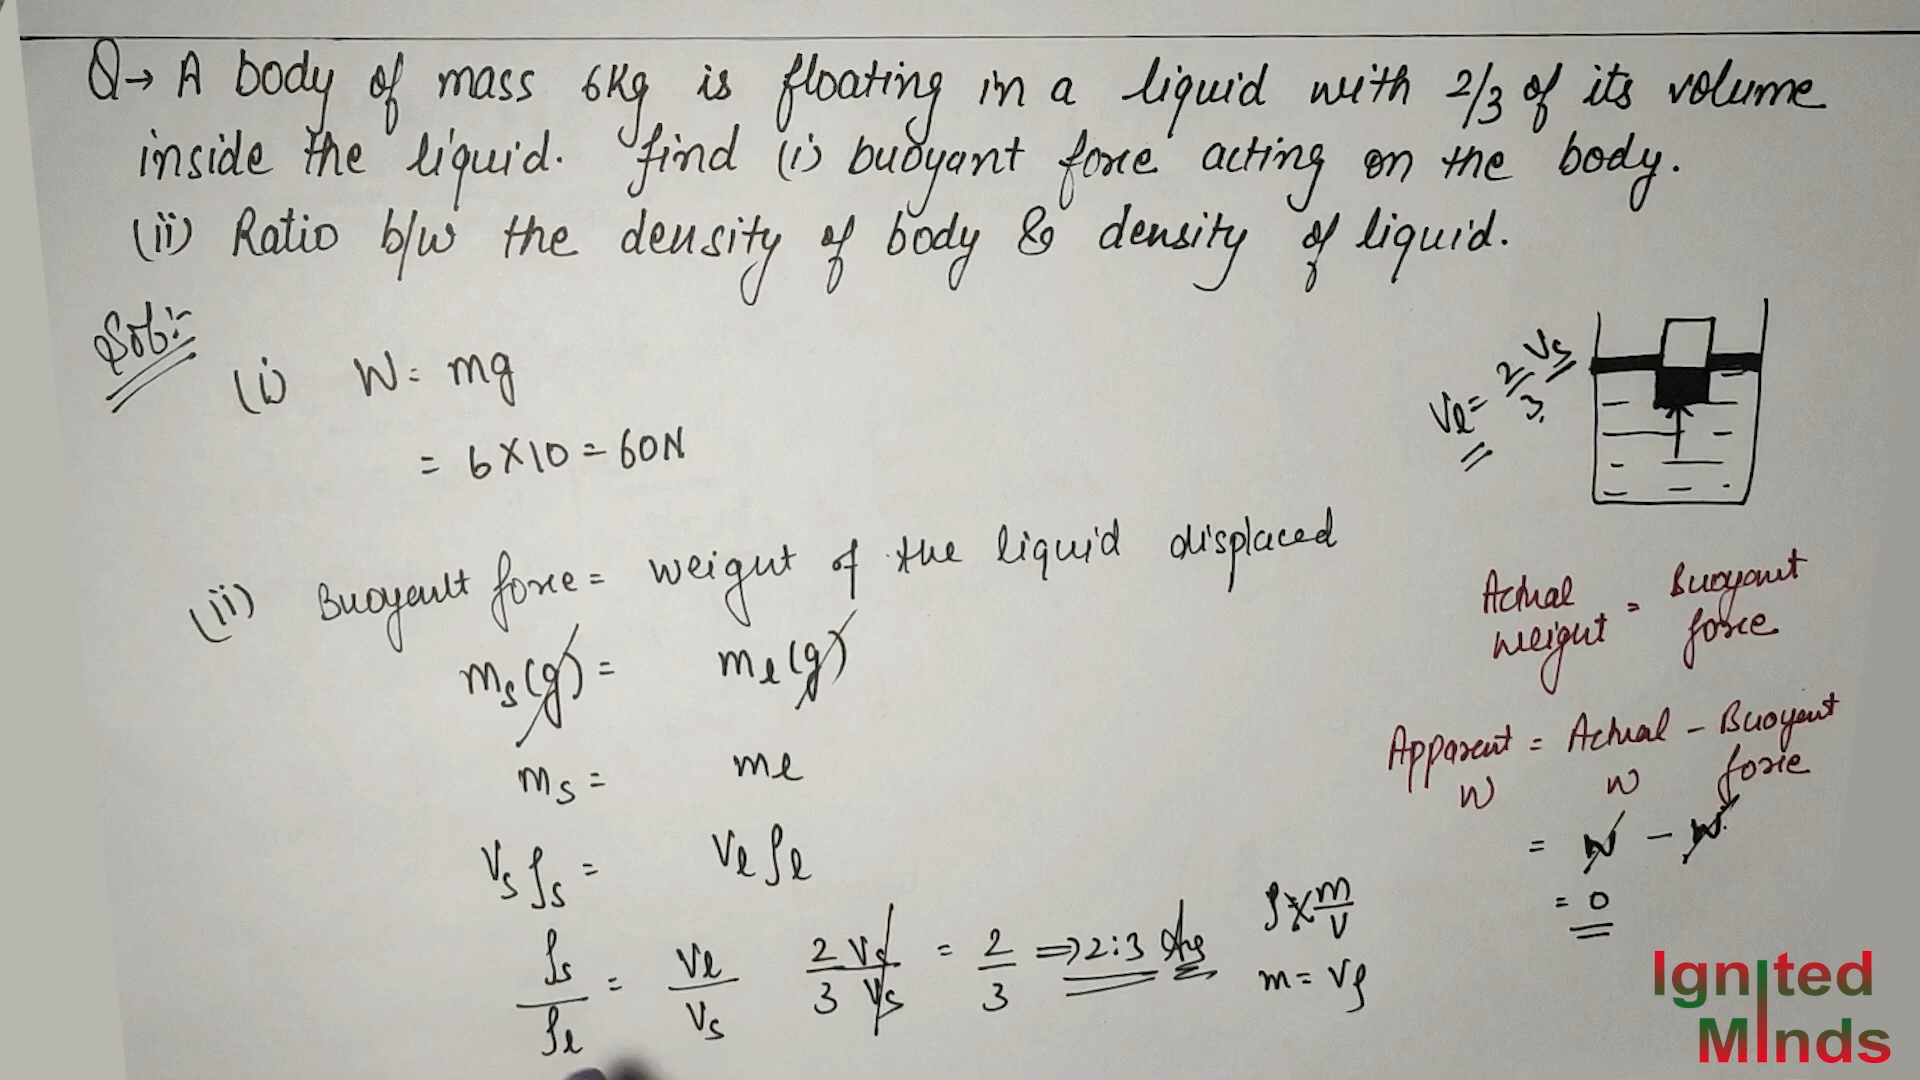 Q→ A body of mass 6Kg is floating in a liquid with 2/3 of its volume
inside the liquid. find (i) buoyant force acting on the body.
(ii) Ratio b/w the density of body & density of liquid.
Sol:-
(i) W = mg
= 6×10 = 60N
Vl = 2/3 Vs
(ii) Buoyant force = weight of the liquid displaced
ms(g) = ml(g)
ms = ml
Vs ρs = Vl ρl
ρs/ρl = Vl/Vs 2 Vs/3 Vs = 2/3 ⇒ 2:3 Ans
Actual weight = Buoyant force
Apparent W = Actual W - Buoyant force
= W - W
= 0
ρ = m/V
m = Vρ
Ignited
Minds